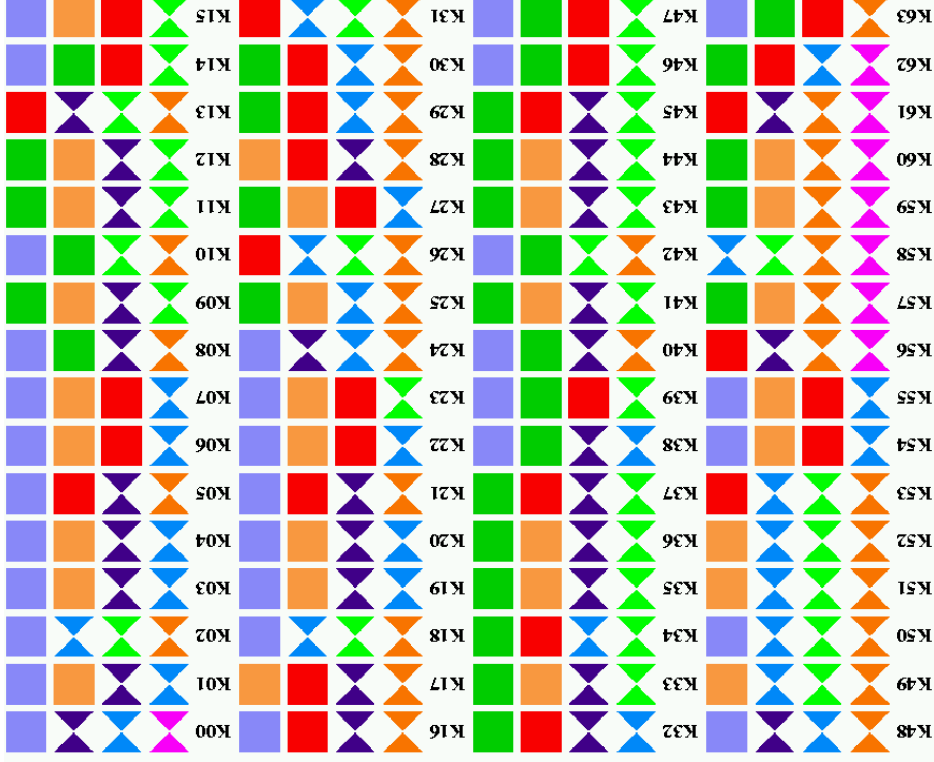 K48 K32 K16 K00
K49 K33 K17 K01
K50 K34 K18 K02
K51 K35 K19 K03
K52 K36 K20 K04
K53 K37 K21 K05
K54 K38 K22 K06
K55 K39 K23 K07
K56 K40 K24 K08
K57 K41 K25 K09
K58 K42 K26 K10
K59 K43 K27 K11
K60 K44 K28 K12
K61 K45 K29 K13
K62 K46 K30 K14
K63 K47 K31 K15